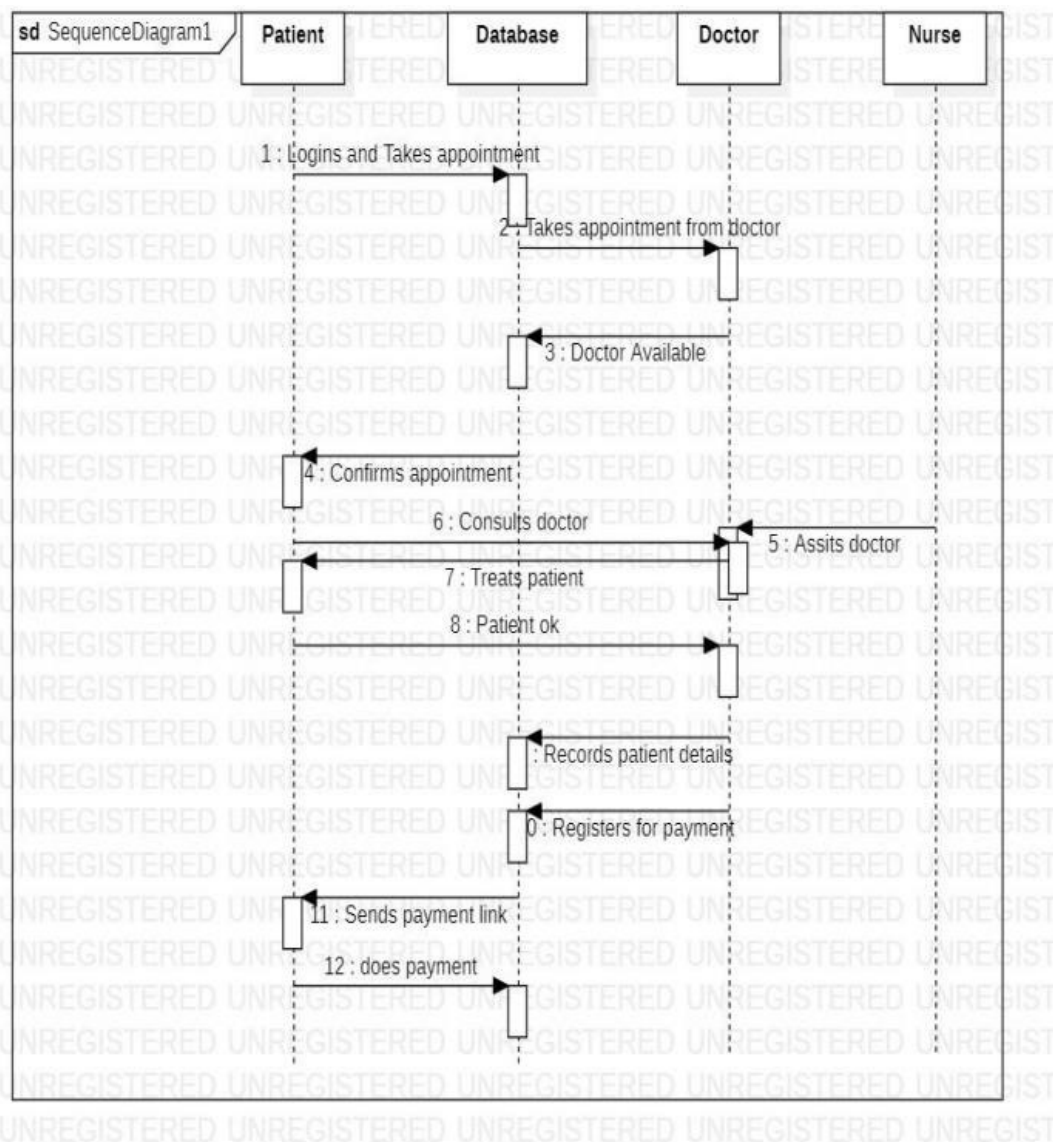 sd SequenceDiagram1
Patient
Database
Doctor
Nurse
1 : Logins and Takes appointment
2 : Takes appointment from doctor
3 : Doctor Available
4 : Confirms appointment
6 : Consults doctor
5 : Assits doctor
7 : Treats patient
8 : Patient ok
: Records patient details
0 : Registers for payment
11 : Sends payment link
12 : does payment
UNREGISTERED